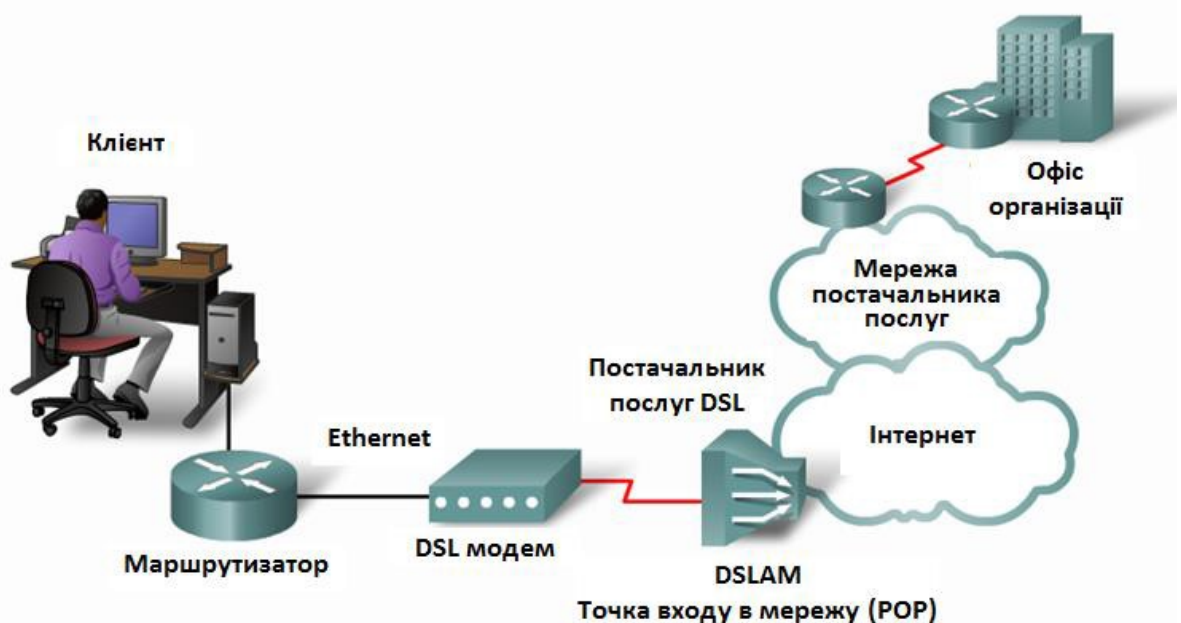 Клієнт
Офіс
організації
Мережа
постачальника
послуг
Постачальник
послуг DSL
Інтернет
Ethernet
Маршрутизатор
DSL модем
DSLAM
Точка входу в мережу (POP)